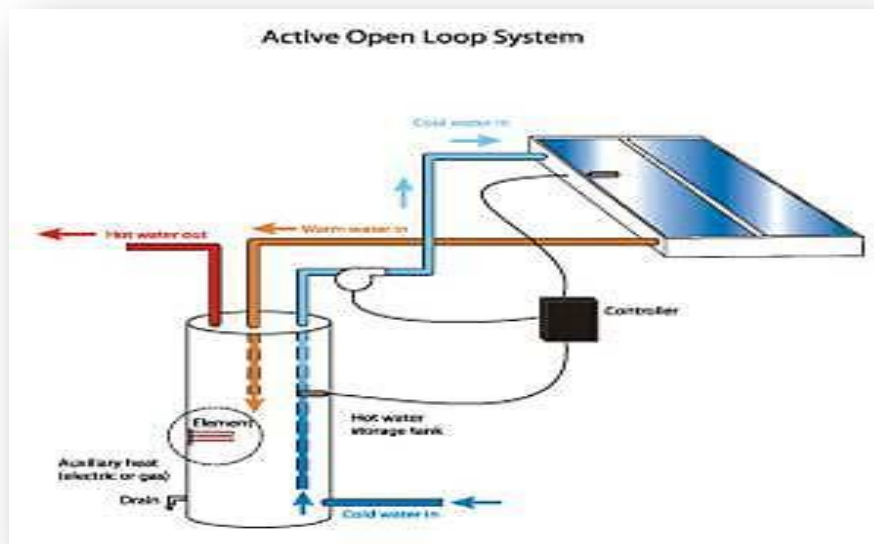 Active Open Loop System
Cold water in
Hot water out
Warm water in
Controller
Element
Hot water
storage tank
Auxiliary heat
(electric or gas)
Drain
Cold water in